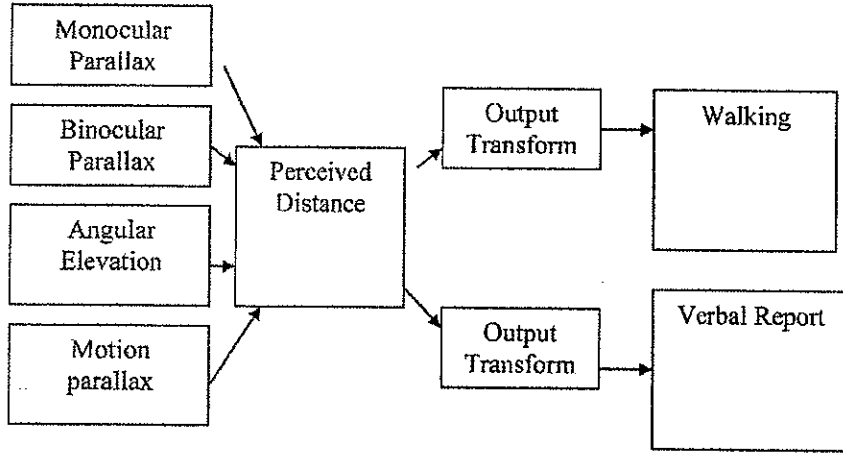 Monocular
Parallax
Binocular
Parallax
Angular
Elevation
Motion
parallax
Perceived
Distance
Output
Transform
Walking
Output
Transform
Verbal Report